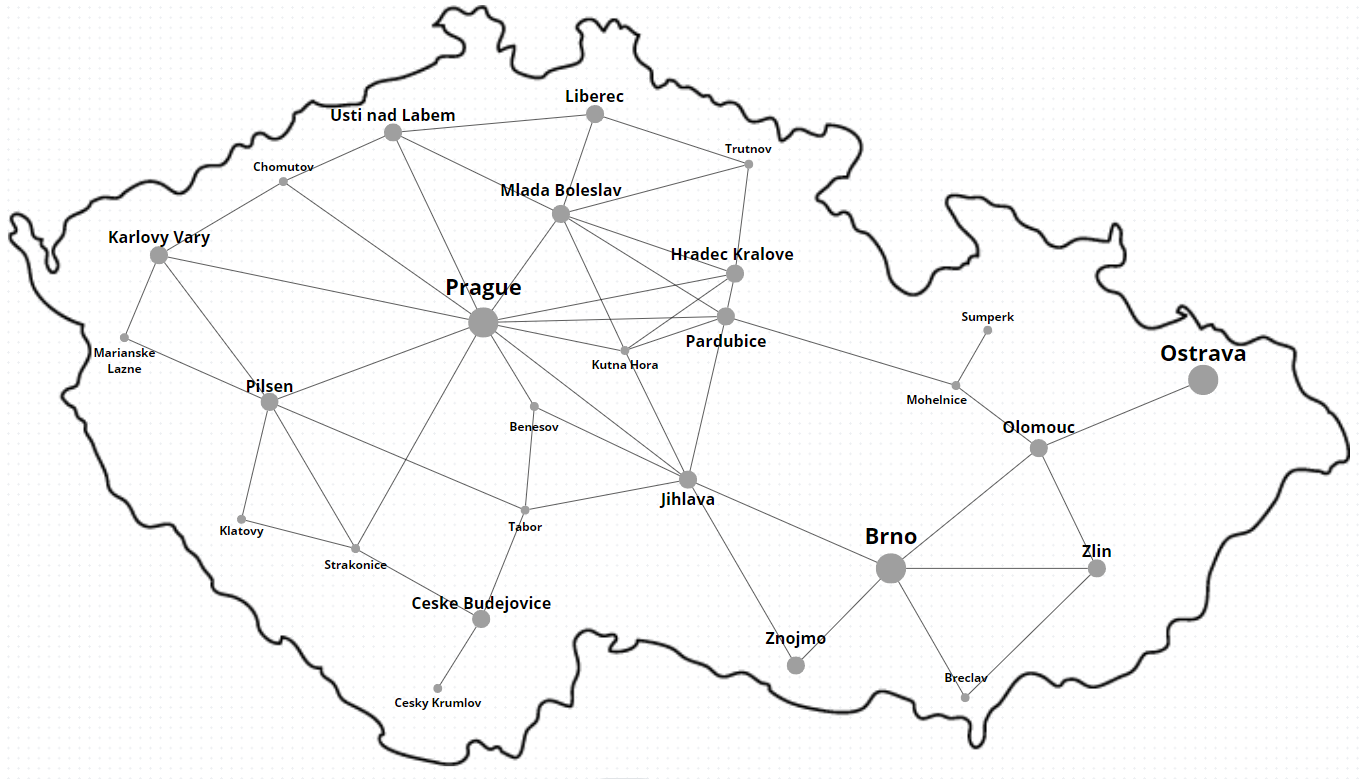 Liberec
Usti nad Labem
Trutnov
Chomutov
Mlada Boleslav
Karlovy Vary
Hradec Kralove
Prague
Sumperk
Pardubice
Marianske
Lazne
Ostrava
Kutna Hora
Pilsen
Mohelnice
Benesov
Olomouc
Jihlava
Tabor
Klatovy
Brno
Zlin
Strakonice
Ceske Budejovice
Znojmo
Breclav
Cesky Krumlov